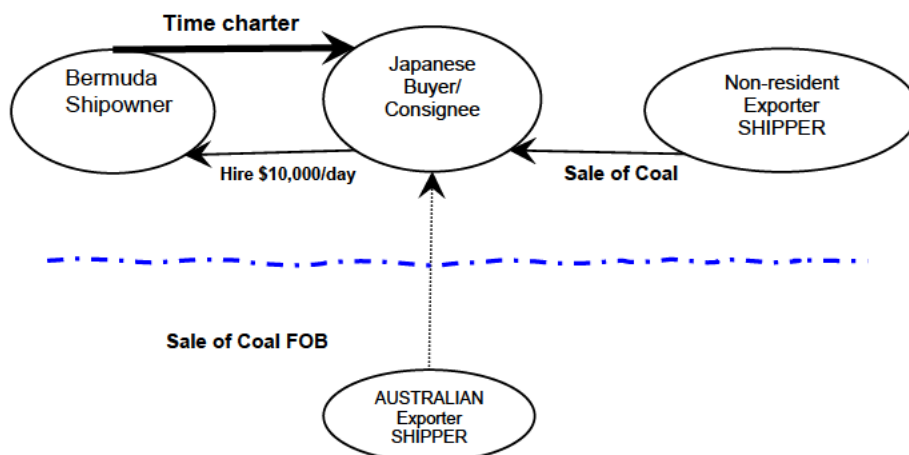 Time charter
Bermuda
Shipowner
Japanese
Buyer/
Consignee
Non-resident
Exporter
SHIPPER
Hire $10,000/day
Sale of Coal
Sale of Coal FOB
AUSTRALIAN
Exporter
SHIPPER